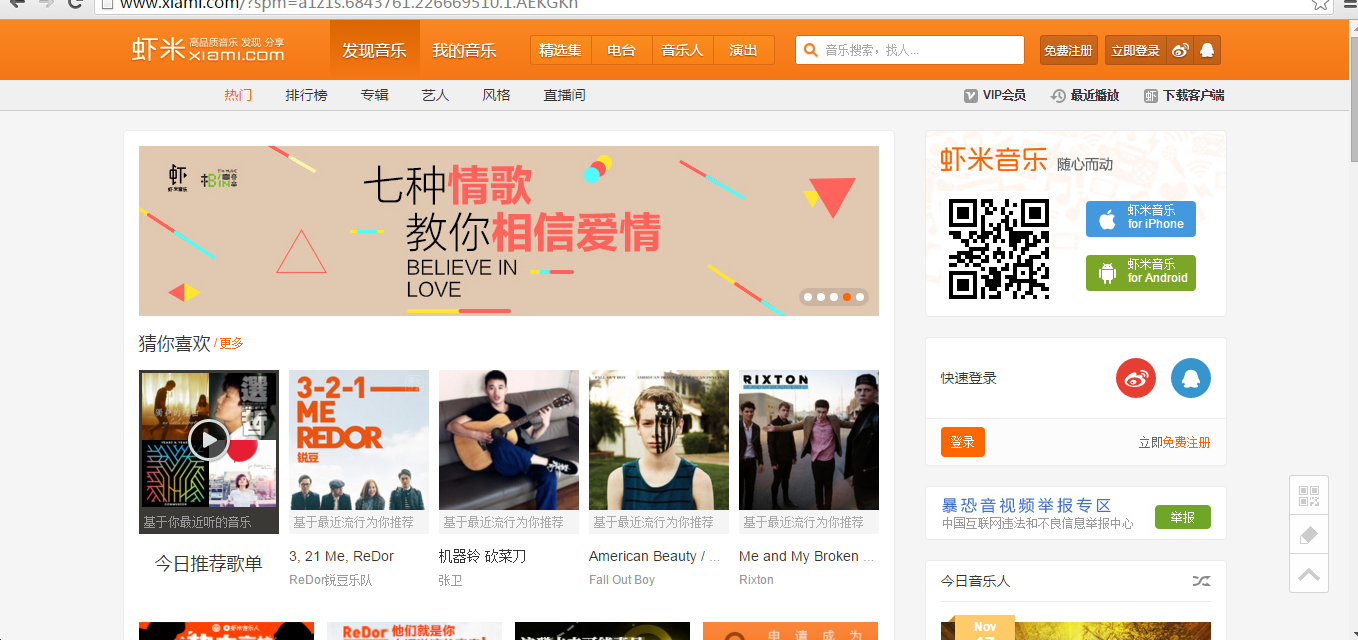 www.xiami.com/?spm=a1z1s.6843761.226669510.1.AEKGKh
虾米 高品质音乐 发现 分享
xiami.com
发现音乐 我的音乐 精选集 电台 音乐人 演出 音乐搜索，找人... 免费注册 立即登录
热门 排行榜 专辑 艺人 风格 直播间 VIP会员 最近播放 下载客户端
七种情歌
教你相信爱情
BELIEVE IN
LOVE
虾米音乐 随心而动
虾米音乐
for iPhone
虾米音乐
for Android
猜你喜欢 / 更多
3-2-1
ME
REDOR
锐豆
RIXTON
基于你最近听的音乐
基于最近流行为你推荐
基于最近流行为你推荐
基于最近流行为你推荐
基于最近流行为你推荐
今日推荐歌单
3, 21 Me, ReDor
ReDor锐豆乐队
机器铃 砍菜刀
张卫
American Beauty / ...
Fall Out Boy
Me and My Broken ...
Rixton
快速登录
登录 立即免费注册
暴恐音视频举报专区
中国互联网违法和不良信息举报中心
举报
今日音乐人
Nov
17
虾米音乐人
ReDor 他们就是你
申请成为